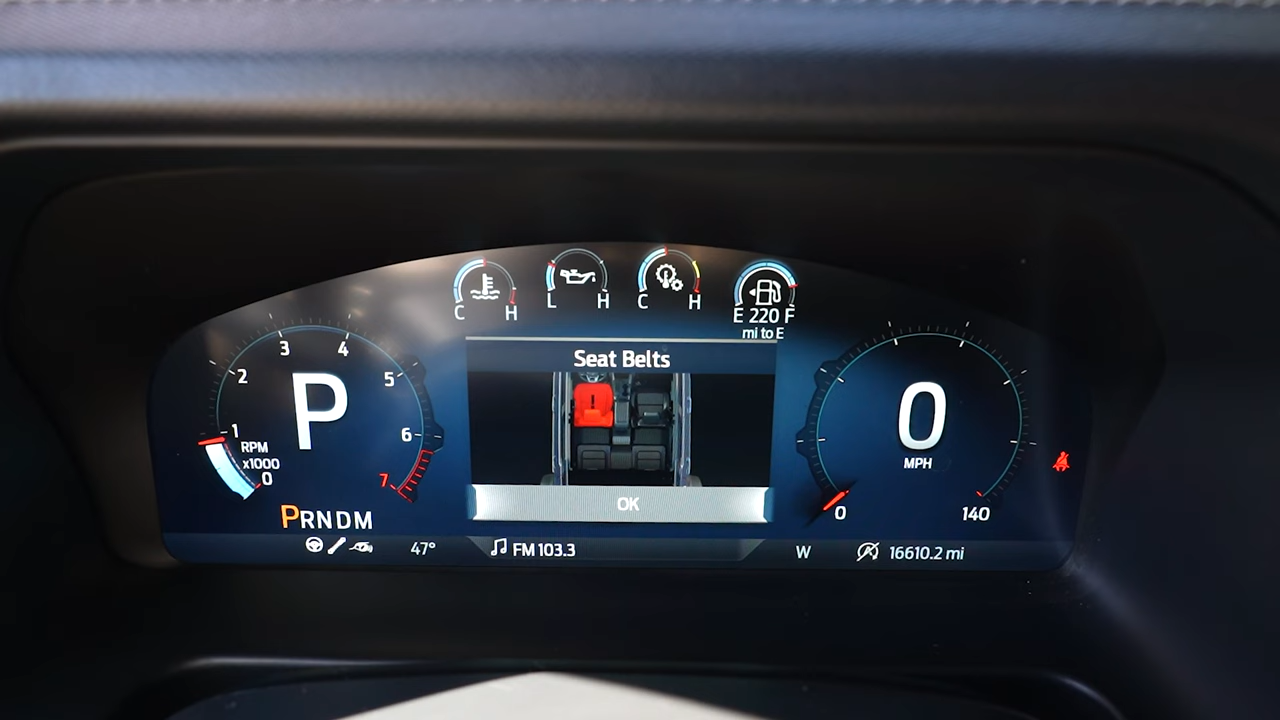 C H
L H
C H
E 220 F
mi to E
Seat Belts
OK
P
0
1
2
3
4
5
6
7
RPM
x1000
PRNDM
0
MPH
0
140
47°
FM 103.3
W
16610.2 mi